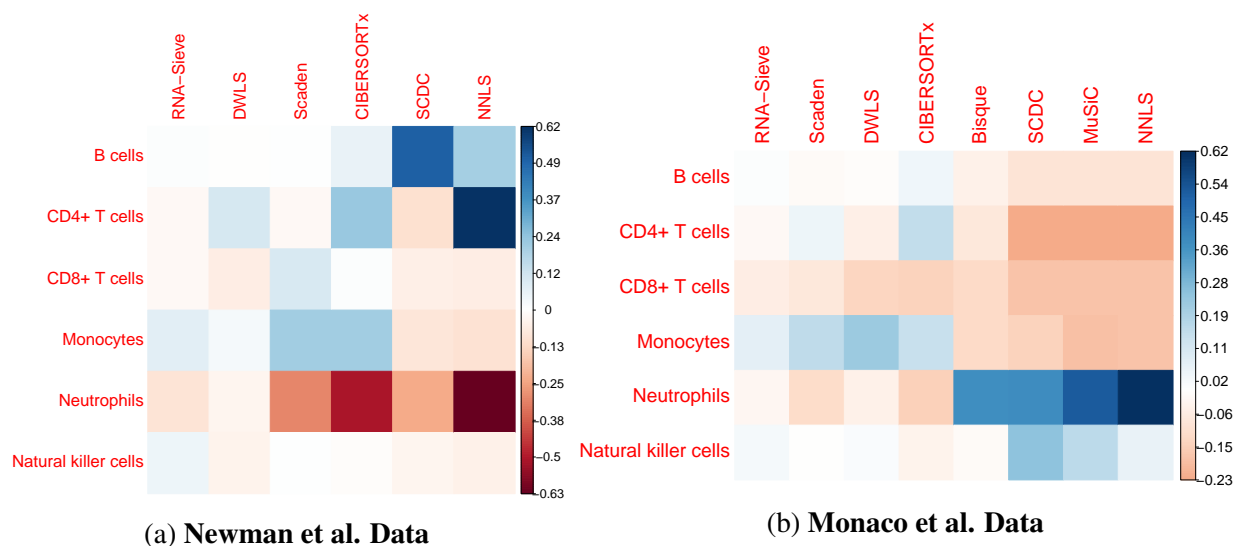 RNA−Sieve
DWLS
Scaden
CIBERSORTx
SCDC
NNLS
B cells
CD4+ T cells
CD8+ T cells
Monocytes
Neutrophils
Natural killer cells
0.62
0.49
0.37
0.24
0.12
0
−0.13
−0.25
−0.38
−0.5
−0.63
(a) Newman et al. Data
RNA−Sieve
Scaden
DWLS
CIBERSORTx
Bisque
SCDC
MuSiC
NNLS
B cells
CD4+ T cells
CD8+ T cells
Monocytes
Neutrophils
Natural killer cells
0.62
0.54
0.45
0.36
0.28
0.19
0.11
0.02
−0.06
−0.15
−0.23
(b) Monaco et al. Data